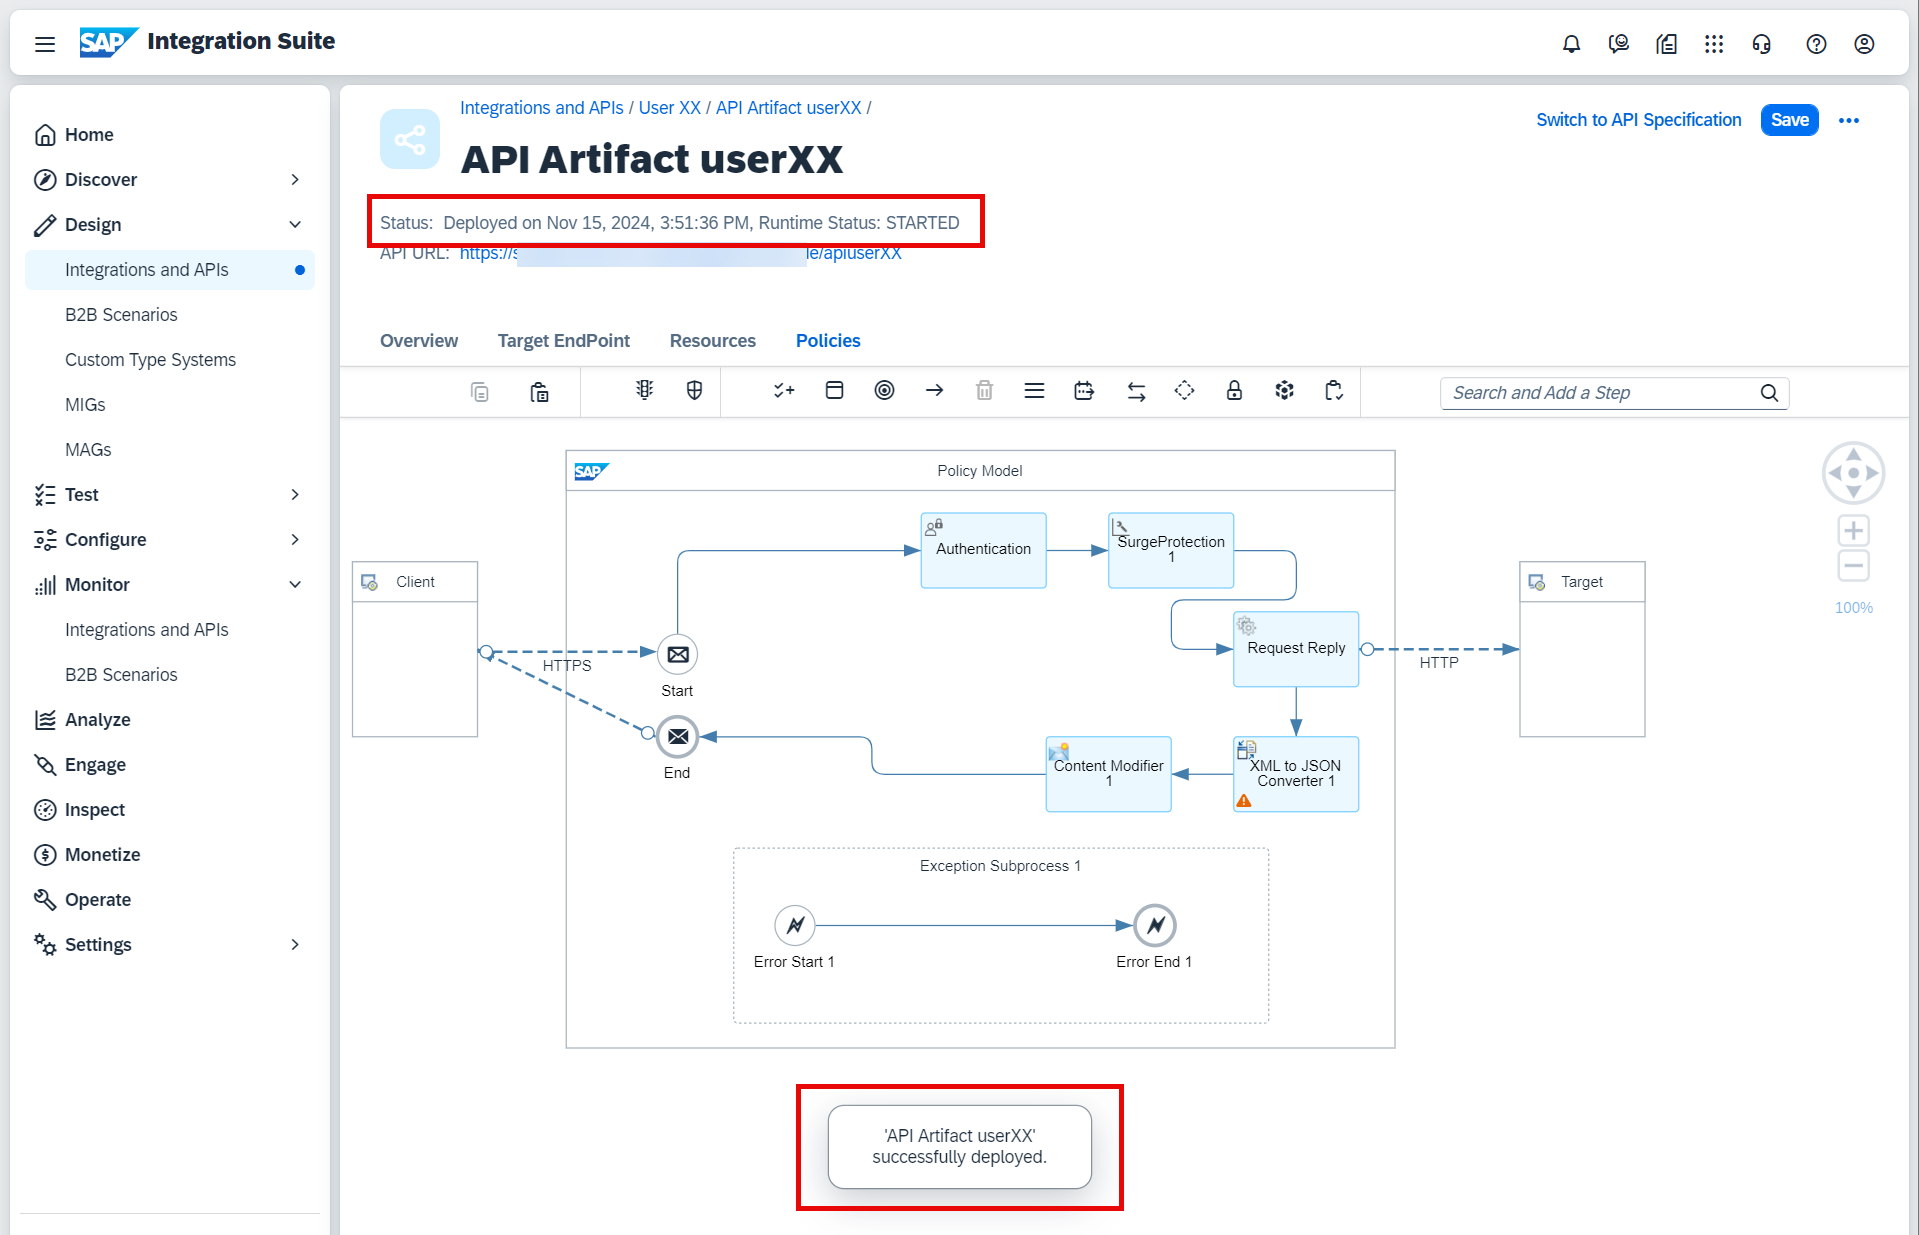 SAP Integration Suite
Home
Discover
Design
Integrations and APIs
B2B Scenarios
Custom Type Systems
MIGs
MAGs
Test
Configure
Monitor
Integrations and APIs
B2B Scenarios
Analyze
Engage
Inspect
Monetize
Operate
Settings
Integrations and APIs / User XX / API Artifact userXX /
Switch to API Specification
Save
API Artifact userXX
Status: Deployed on Nov 15, 2024, 3:51:36 PM, Runtime Status: STARTED
API URL: https://s le/apiuserXX
Overview
Target EndPoint
Resources
Policies
Search and Add a Step
SAP
Policy Model
Authentication
SurgeProtection
1
Client
Target
HTTPS
Start
Request Reply
HTTP
100%
End
Content Modifier
1
XML to JSON
Converter 1
Exception Subprocess 1
Error Start 1
Error End 1
'API Artifact userXX'
successfully deployed.